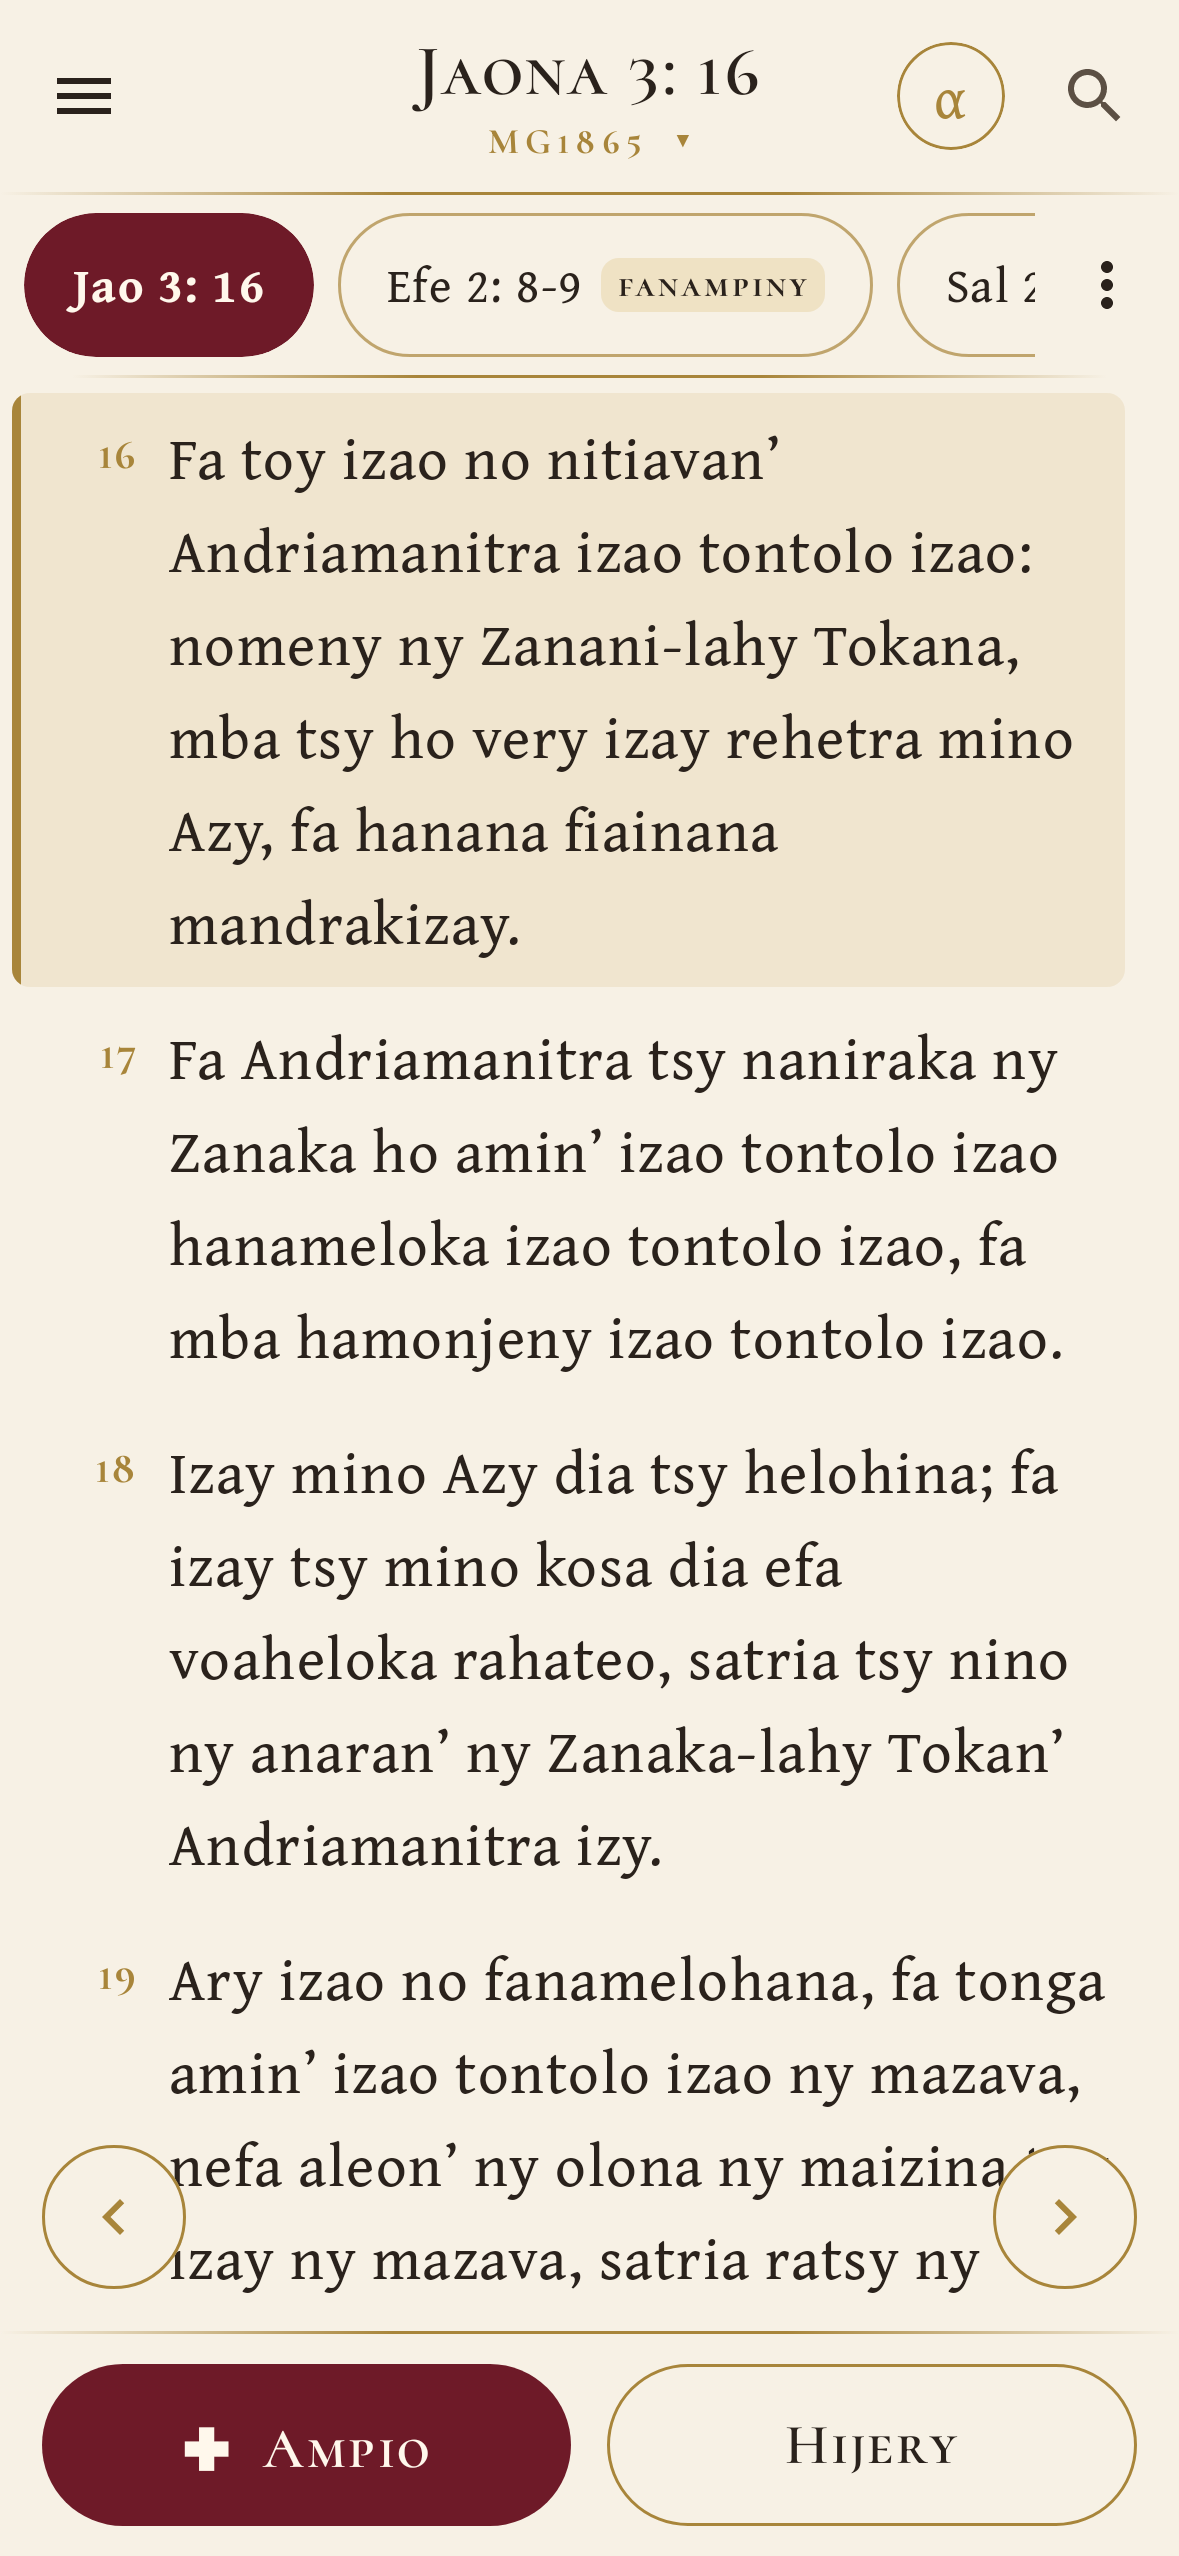 Jaona 3: 16
MG1865 ▼
α
Jao 3: 16
Efe 2: 8-9 FANAMPINY
Sal
16 Fa toy izao no nitiavan’
Andriamanitra izao tontolo izao:
nomeny ny Zanani-lahy Tokana,
mba tsy ho very izay rehetra mino
Azy, fa hanana fiainana
mandrakizay.
17 Fa Andriamanitra tsy naniraka ny
Zanaka ho amin’ izao tontolo izao
hanameloka izao tontolo izao, fa
mba hamonjeny izao tontolo izao.
18 Izay mino Azy dia tsy helohina; fa
izay tsy mino kosa dia efa
voaheloka rahateo, satria tsy nino
ny anaran’ ny Zanaka-lahy Tokan’
Andriamanitra izy.
19 Ary izao no fanamelohana, fa tonga
amin’ izao tontolo izao ny mazava,
nefa aleon’ ny olona ny maizina
izay ny mazava, satria ratsy ny
Ampio
Hijery